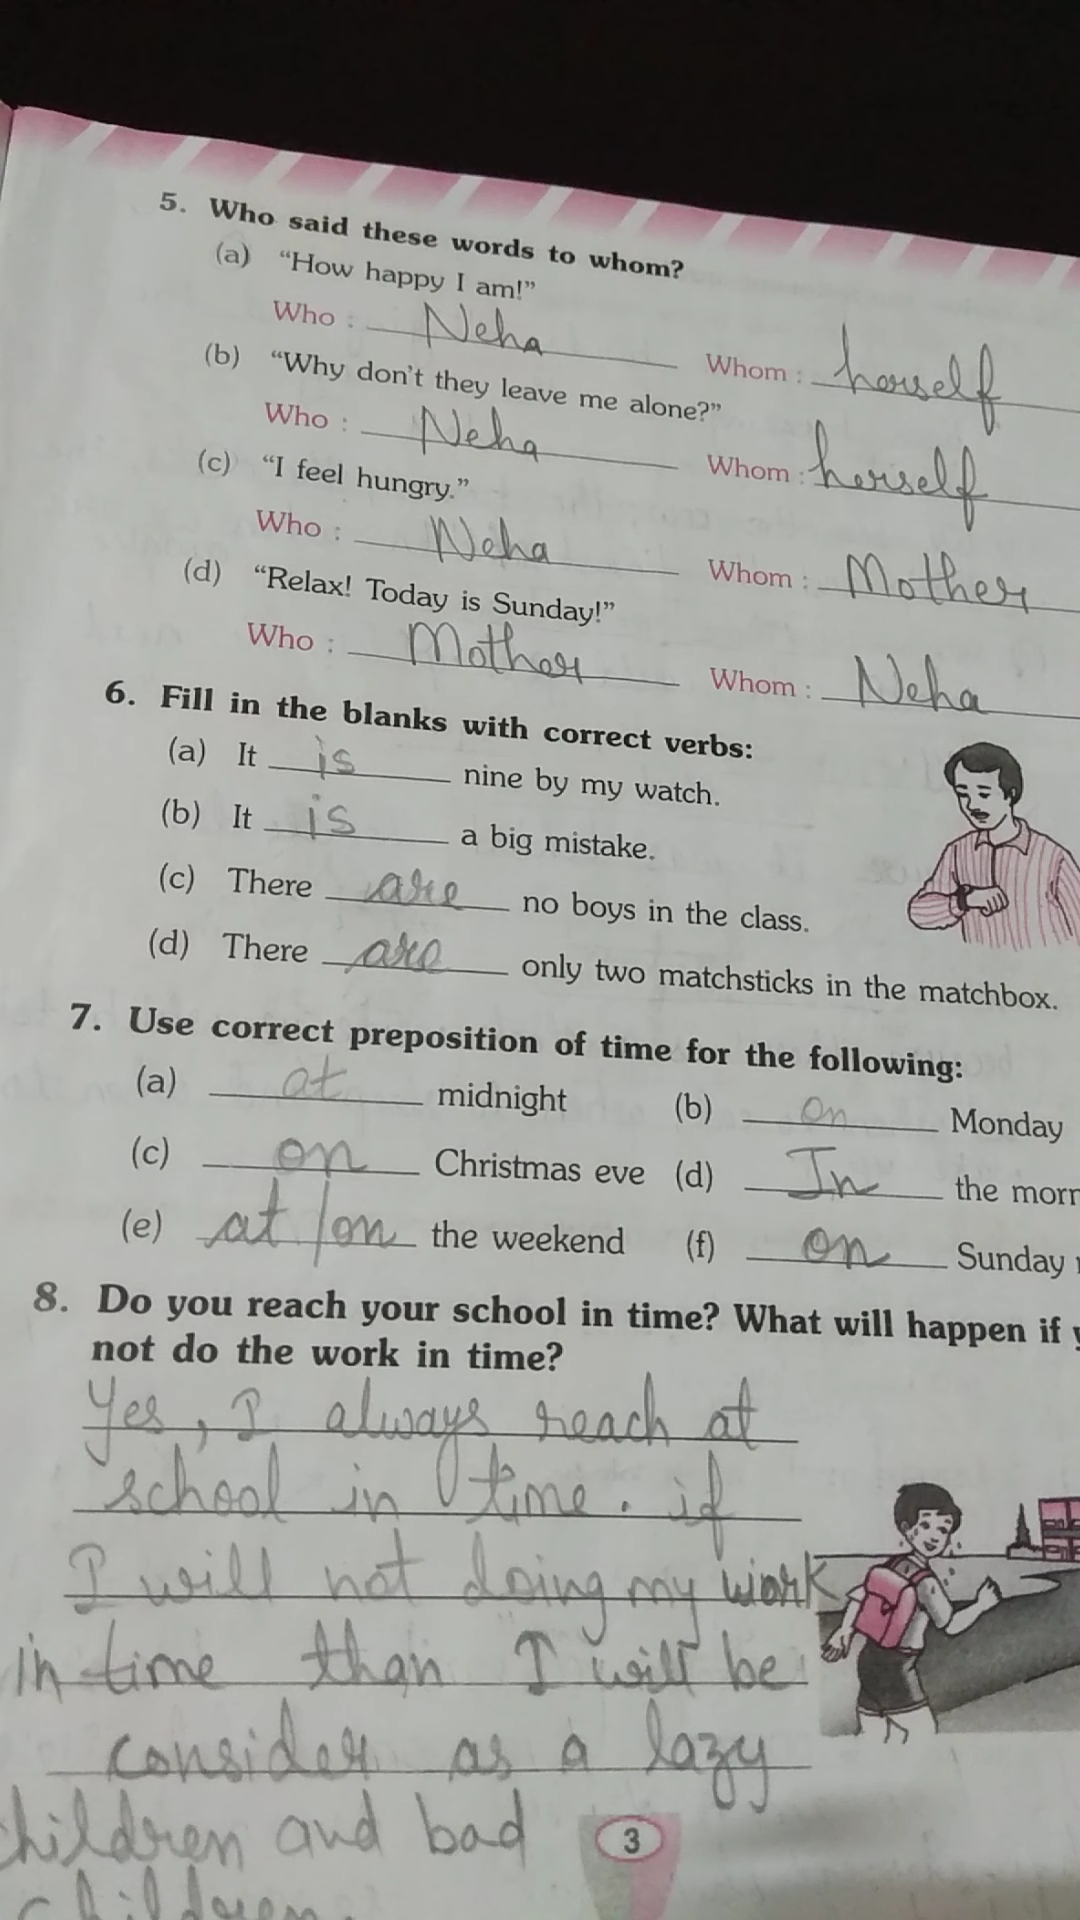 5. Who said these words to whom?
(a) “How happy I am!”
Who : Neha Whom : herself
(b) “Why don't they leave me alone?”
Who : Neha Whom : herself
(c) “I feel hungry.”
Who : Neha Whom : Mother
(d) “Relax! Today is Sunday!”
Who : Mother Whom : Neha
6. Fill in the blanks with correct verbs:
(a) It is nine by my watch.
(b) It is a big mistake.
(c) There are no boys in the class.
(d) There are only two matchsticks in the matchbox.
7. Use correct preposition of time for the following:
(a) at midnight (b) on Monday
(c) on Christmas eve (d) In the
(e) at/on the weekend (f) on Sunday
8. Do you reach your school in time? What will happen if
not do the work in time?
Yes, I always reach at
school in time. if
I will not doing my work
in time than I will be
consider as a lazy
children and bad
children.
3